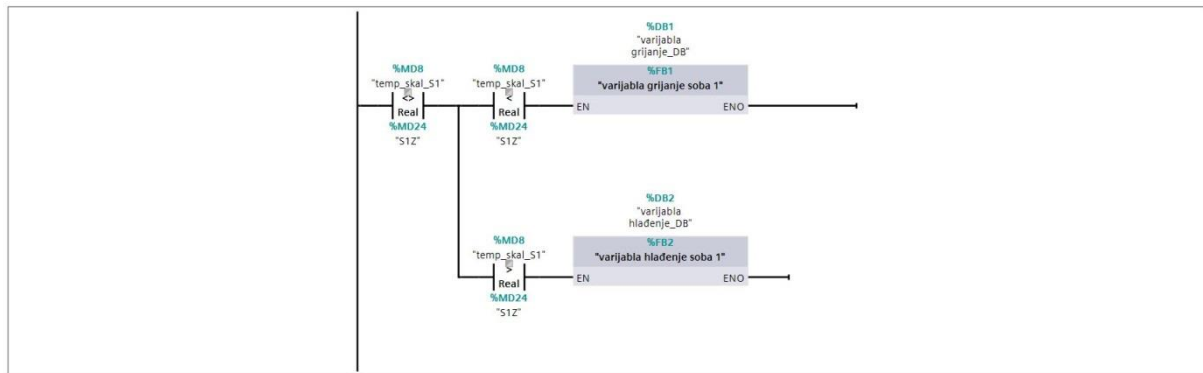 %DB1
"varijabla
grijanje_DB"
%MD8
"temp_skal_S1"
<>
Real
%MD24
"S1Z"
%MD8
"temp_skal_S1"
<
Real
%MD24
"S1Z"
%FB1
"varijabla grijanje soba 1"
EN
ENO
%DB2
"varijabla
hlađenje_DB"
%MD8
"temp_skal_S1"
>
Real
%MD24
"S1Z"
%FB2
"varijabla hlađenje soba 1"
EN
ENO